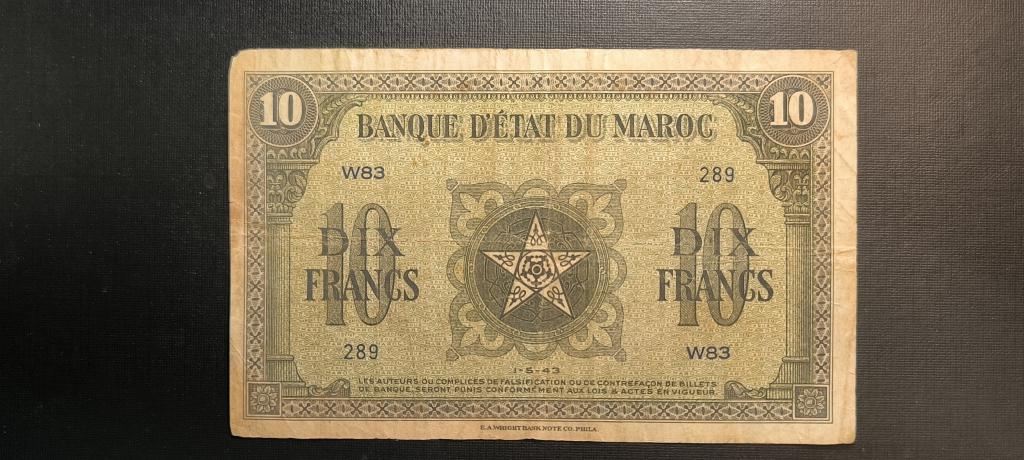 10 10
BANQUE D'ÉTAT DU MAROC
W83 289
10 10
DIX DIX
FRANCS FRANCS
289 W83
1-5-43
LES AUTEURS OU COMPLICES DE FALSIFICATION OU DE CONTREFAÇON DE BILLETS
DE BANQUE, SERONT PUNIS CONFORMÉMENT AUX LOIS & ACTES EN VIGUEUR.
E.A.WRIGHT BANK NOTE CO. PHILA.